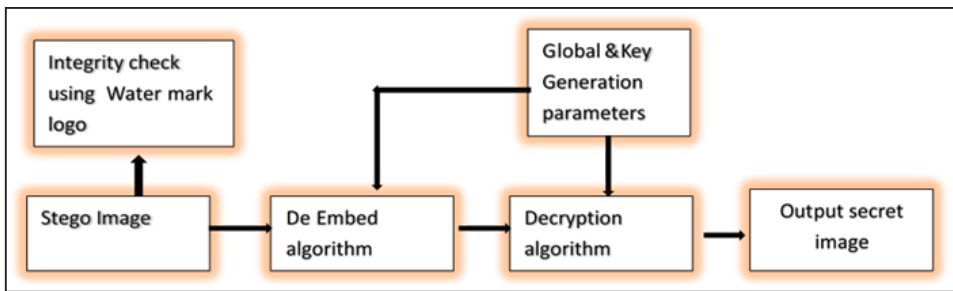 Integrity check
using Water mark
logo
Global &Key
Generation
parameters
Stego Image
De Embed
algorithm
Decryption
algorithm
Output secret
image